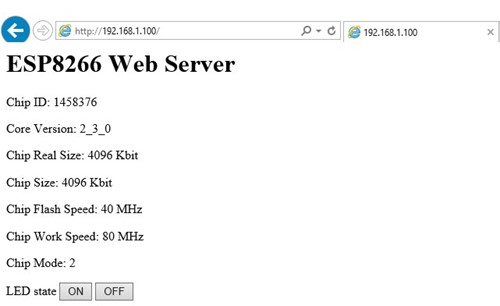 http://192.168.1.100/
192.168.1.100
ESP8266 Web Server
Chip ID: 1458376
Core Version: 2_3_0
Chip Real Size: 4096 Kbit
Chip Size: 4096 Kbit
Chip Flash Speed: 40 MHz
Chip Work Speed: 80 MHz
Chip Mode: 2
LED state ON OFF